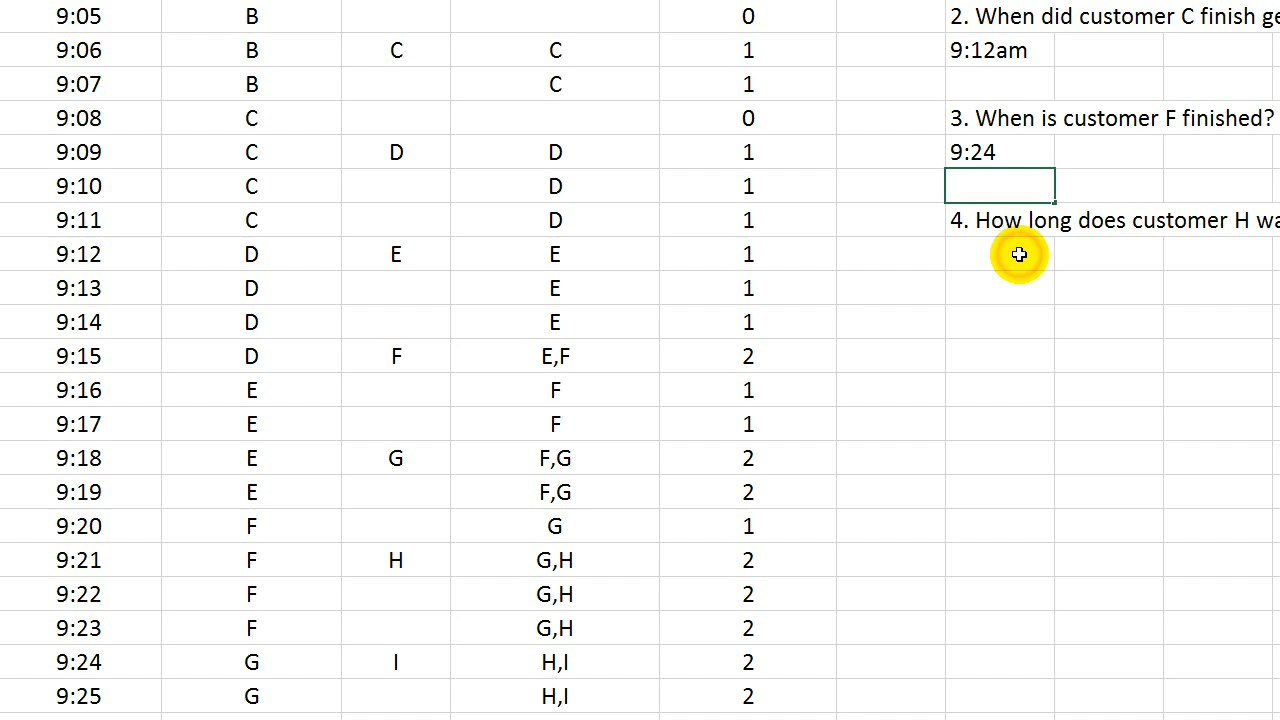 9:05 B 0 2. When did customer C finish ge
9:06 B C C 1 9:12am
9:07 B C 1
9:08 C 0 3. When is customer F finished?
9:09 C D D 1 9:24
9:10 C D 1
9:11 C D 1 4. How long does customer H wa
9:12 D E E 1
9:13 D E 1
9:14 D E 1
9:15 D F E,F 2
9:16 E F 1
9:17 E F 1
9:18 E G F,G 2
9:19 E F,G 2
9:20 F G 1
9:21 F H G,H 2
9:22 F G,H 2
9:23 F G,H 2
9:24 G I H,I 2
9:25 G H,I 2